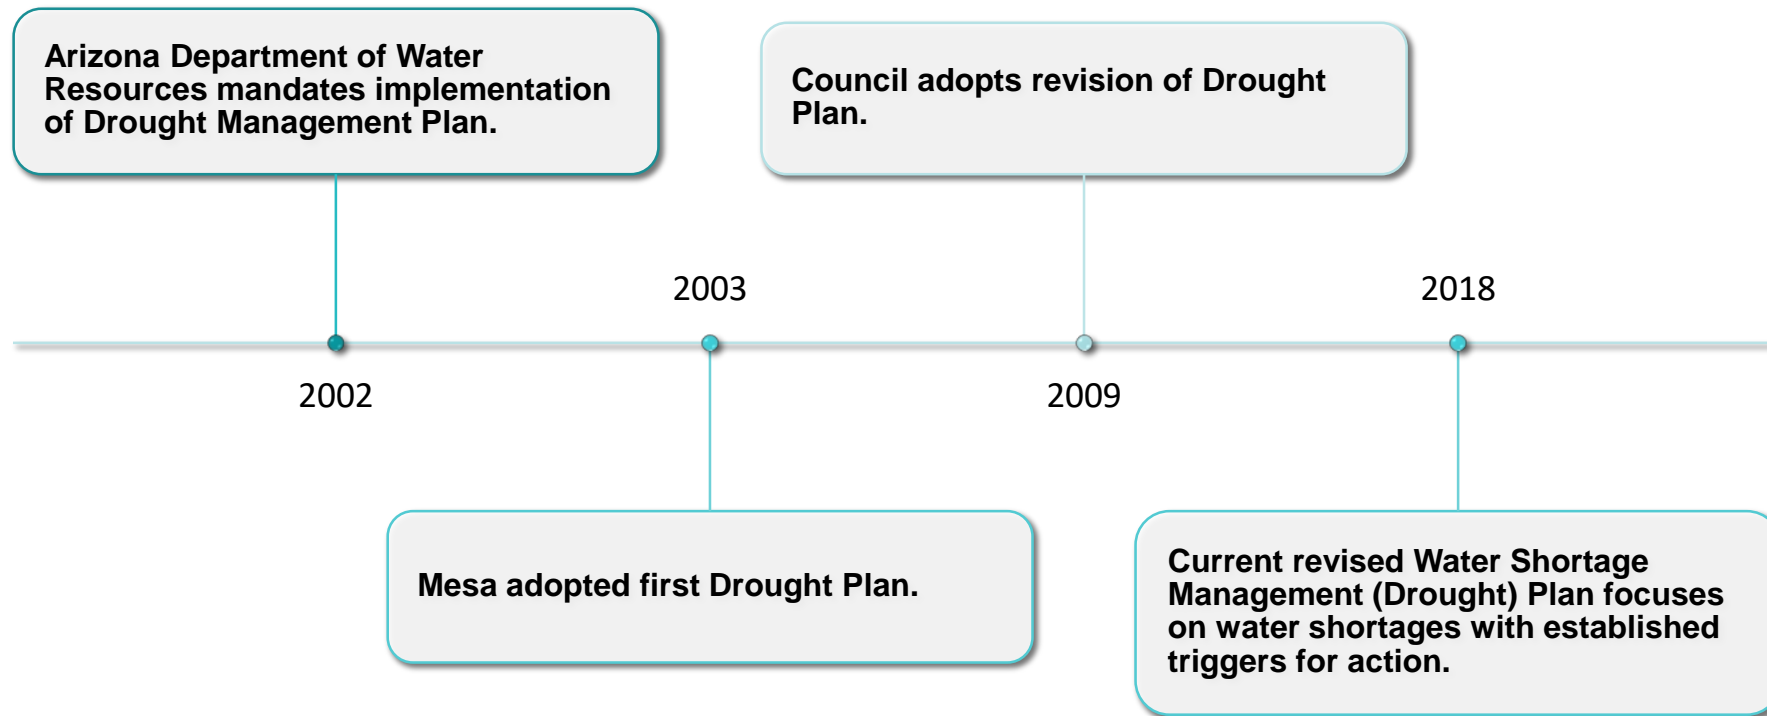 Arizona Department of Water
Resources mandates implementation
of Drought Management Plan.
Council adopts revision of Drought
Plan.
2003
2018
2002
2009
Mesa adopted first Drought Plan.
Current revised Water Shortage
Management (Drought) Plan focuses
on water shortages with established
triggers for action.